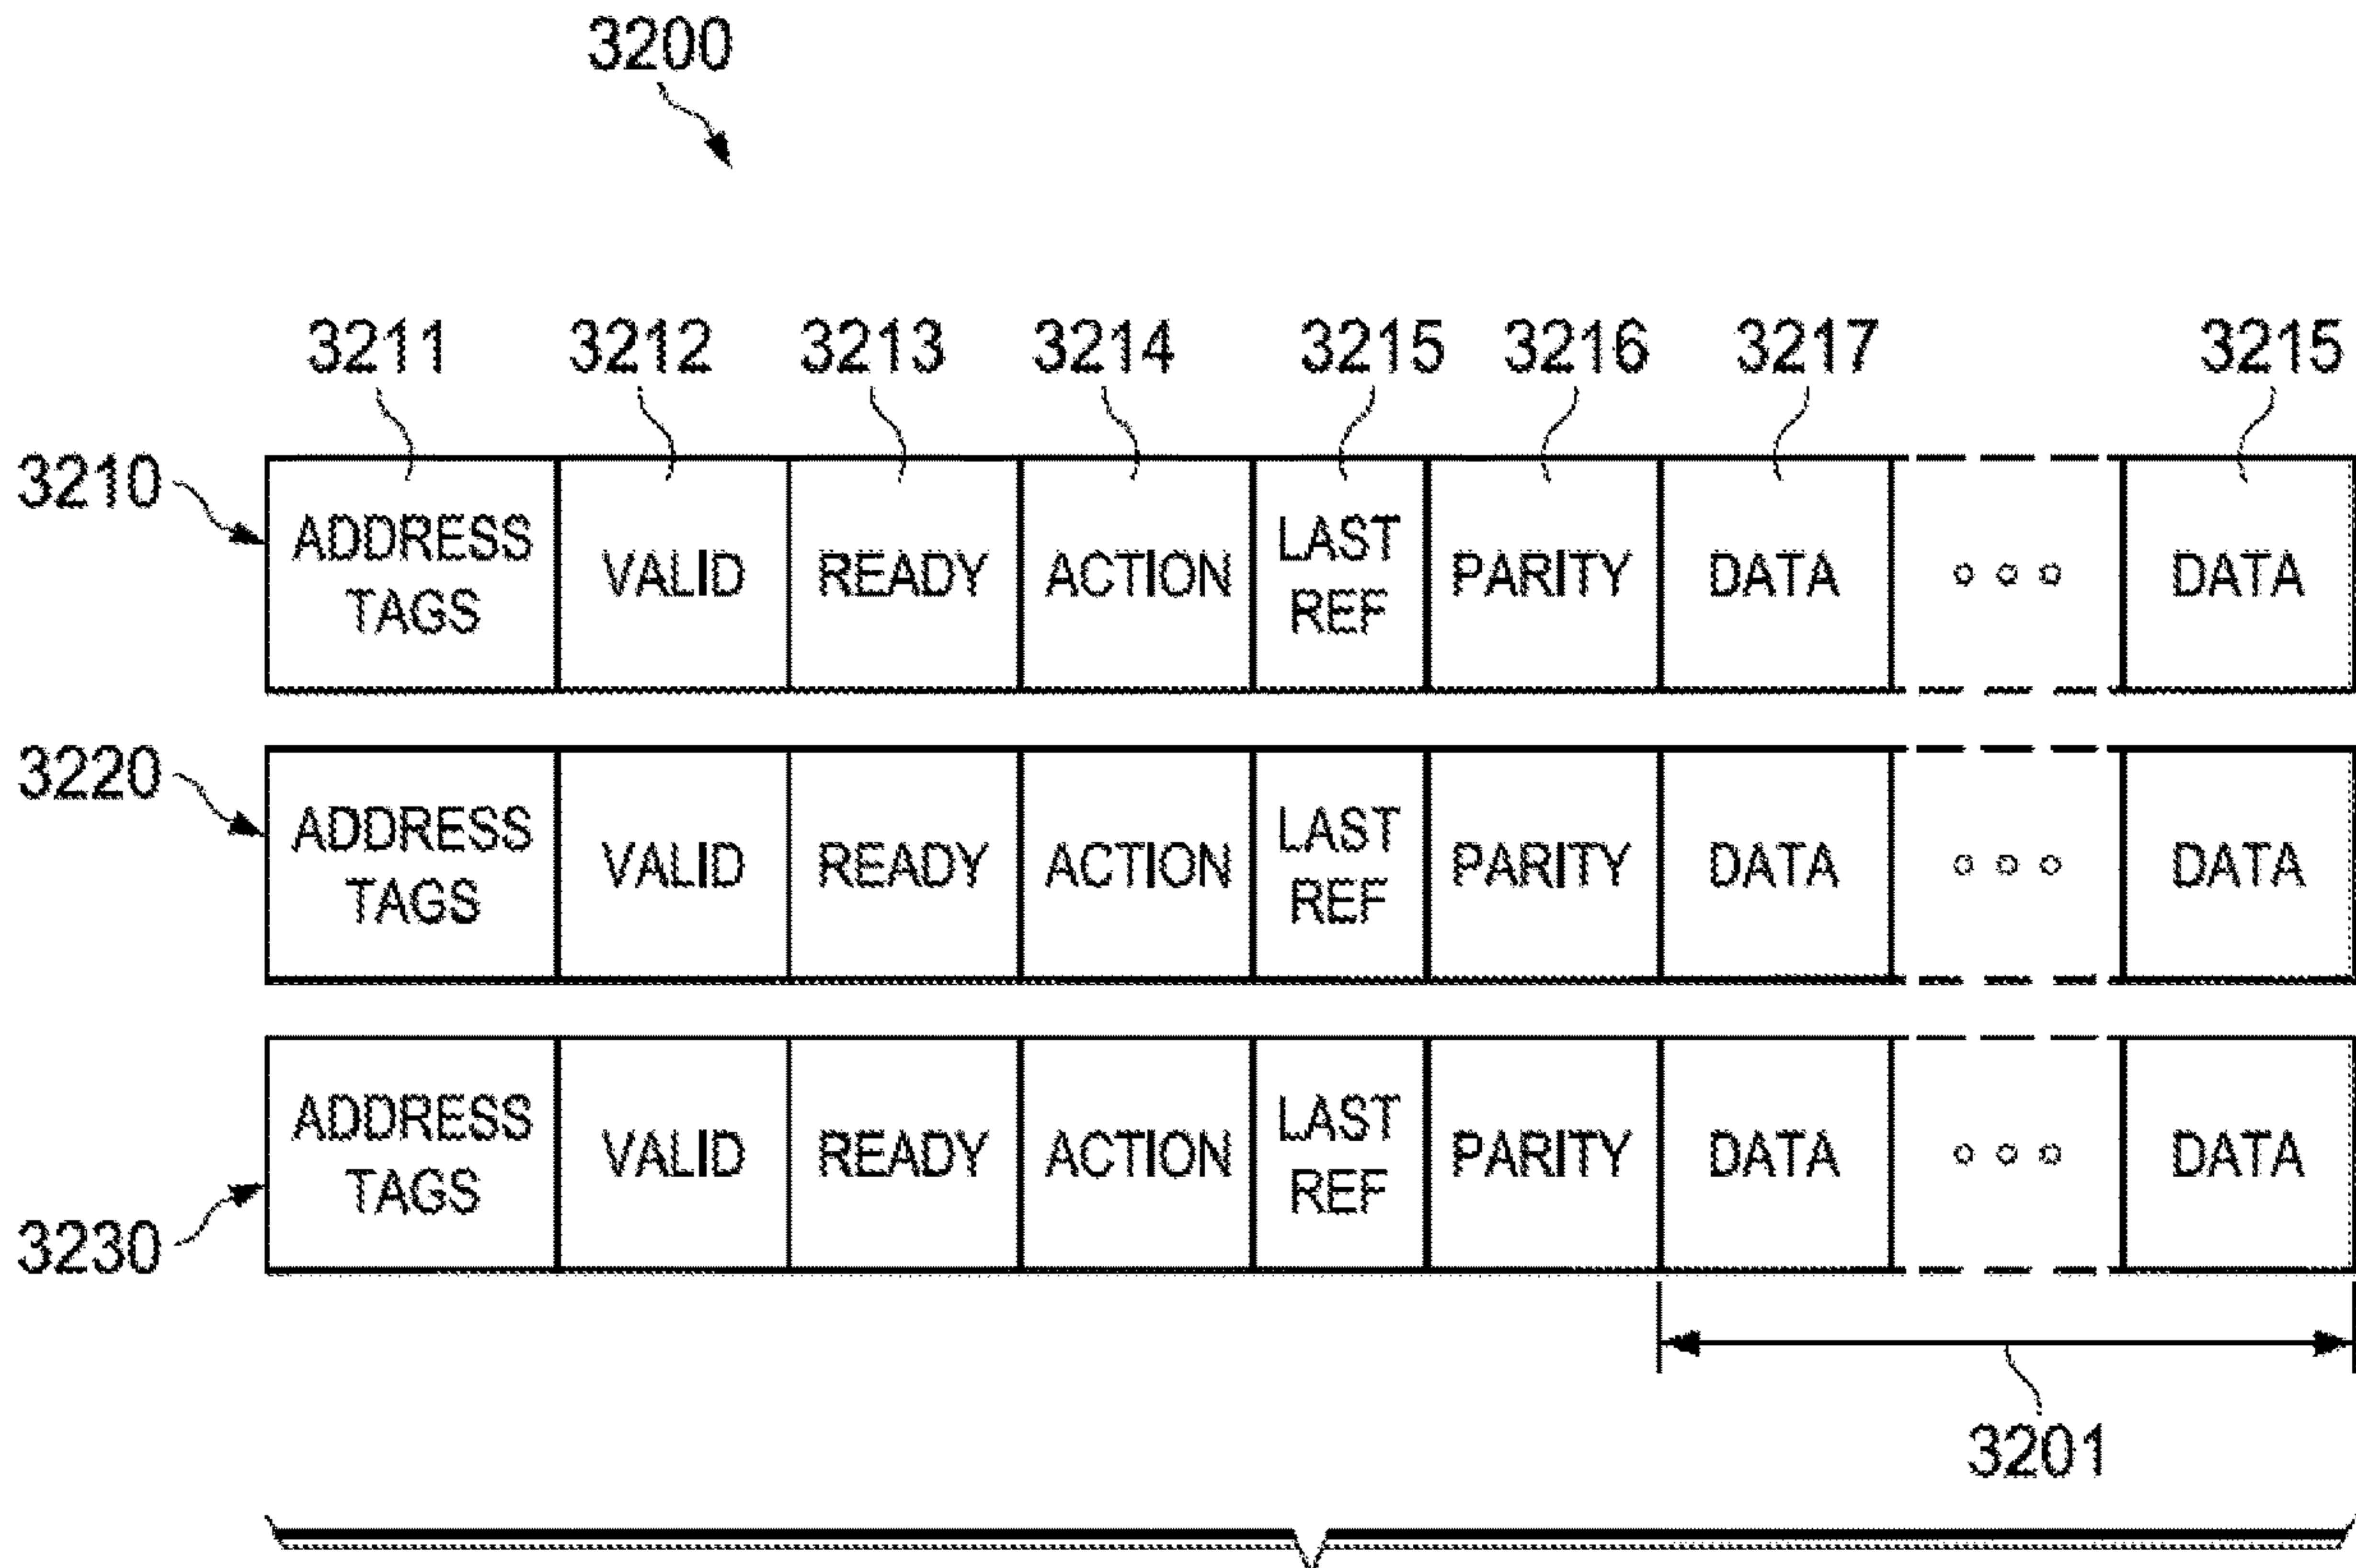 3200
3211 3212 3213 3214 3215 3216 3217 3215
3210
ADDRESS TAGS VALID READY ACTION LAST REF PARITY DATA ○ ○ ○ DATA
3220
ADDRESS TAGS VALID READY ACTION LAST REF PARITY DATA ○ ○ ○ DATA
ADDRESS TAGS VALID READY ACTION LAST REF PARITY DATA ○ ○ ○ DATA
3230
3201